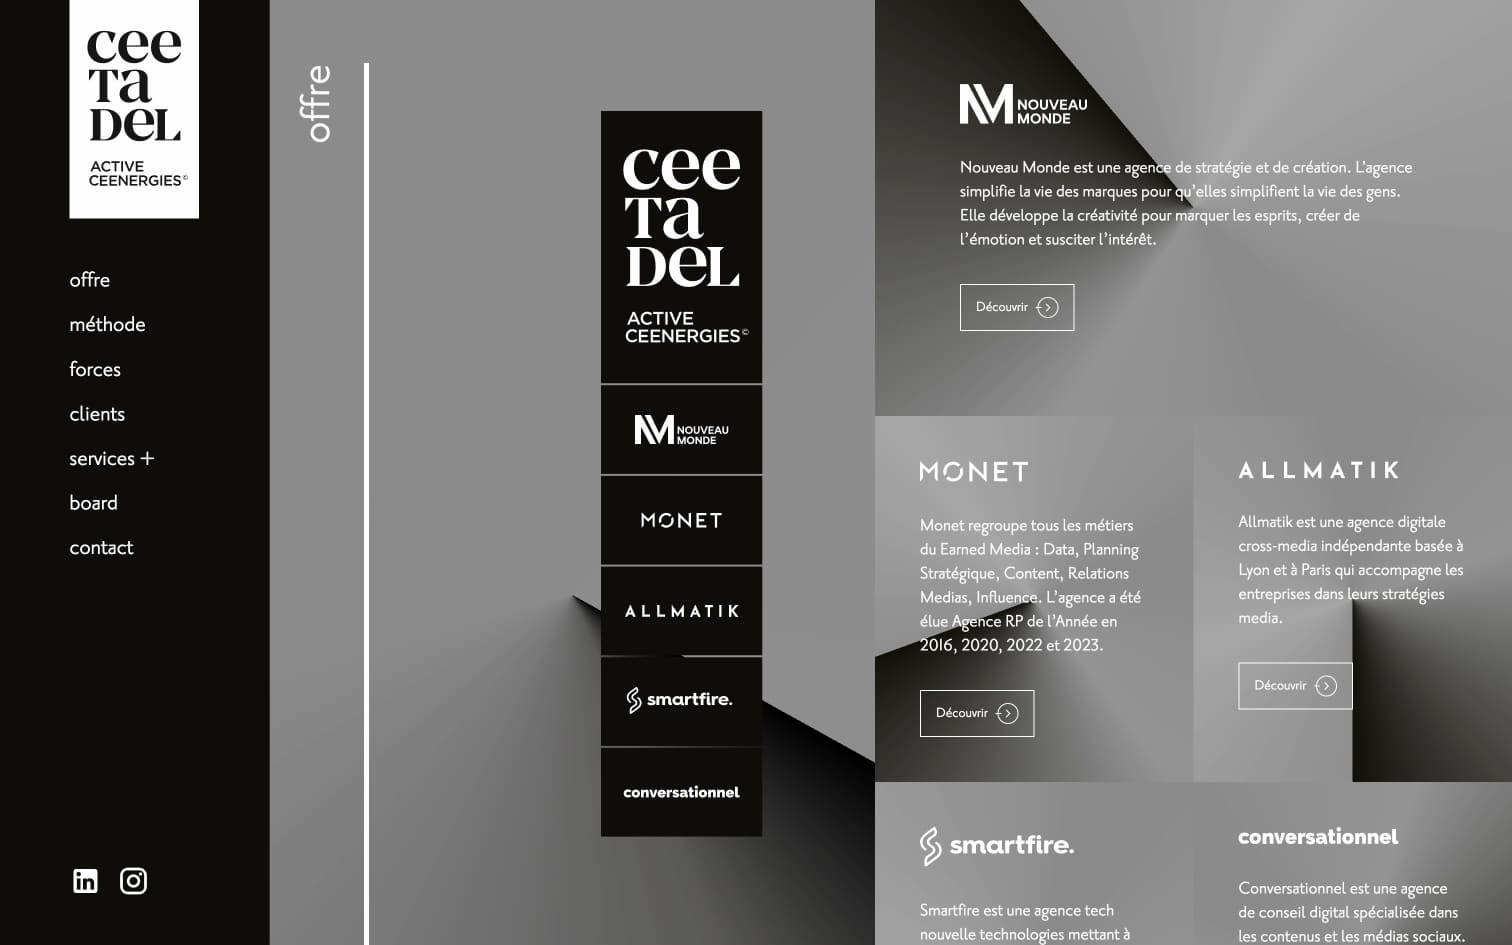 cee
Ta
DeL
ACTIVE
CEENERGIES©
offre
méthode
forces
clients
services +
board
contact
offre
cee
Ta
DeL
ACTIVE
CEENERGIES©
NM NOUVEAU
MONDE
MONET
ALLMATIK
smartfire.
conversationnel
NM NOUVEAU
MONDE
Nouveau Monde est une agence de stratégie et de création. L'agence
simplifie la vie des marques pour qu'elles simplifient la vie des gens.
Elle développe la créativité pour marquer les esprits, créer de
l'émotion et susciter l'intérêt.
Découvrir
MONET
Monet regroupe tous les métiers
du Earned Media : Data, Planning
Stratégique, Content, Relations
Medias, Influence. L'agence a été
élue Agence RP de l'Année en
2016, 2020, 2022 et 2023.
Découvrir
ALLMATIK
Allmatik est une agence digitale
cross-media indépendante basée à
Lyon et à Paris qui accompagne les
entreprises dans leurs stratégies
media.
Découvrir
smartfire.
Smartfire est une agence tech
nouvelle technologies mettant à
conversationnel
Conversationnel est une agence
de conseil digital spécialisée dans
les contenus et les médias sociaux.